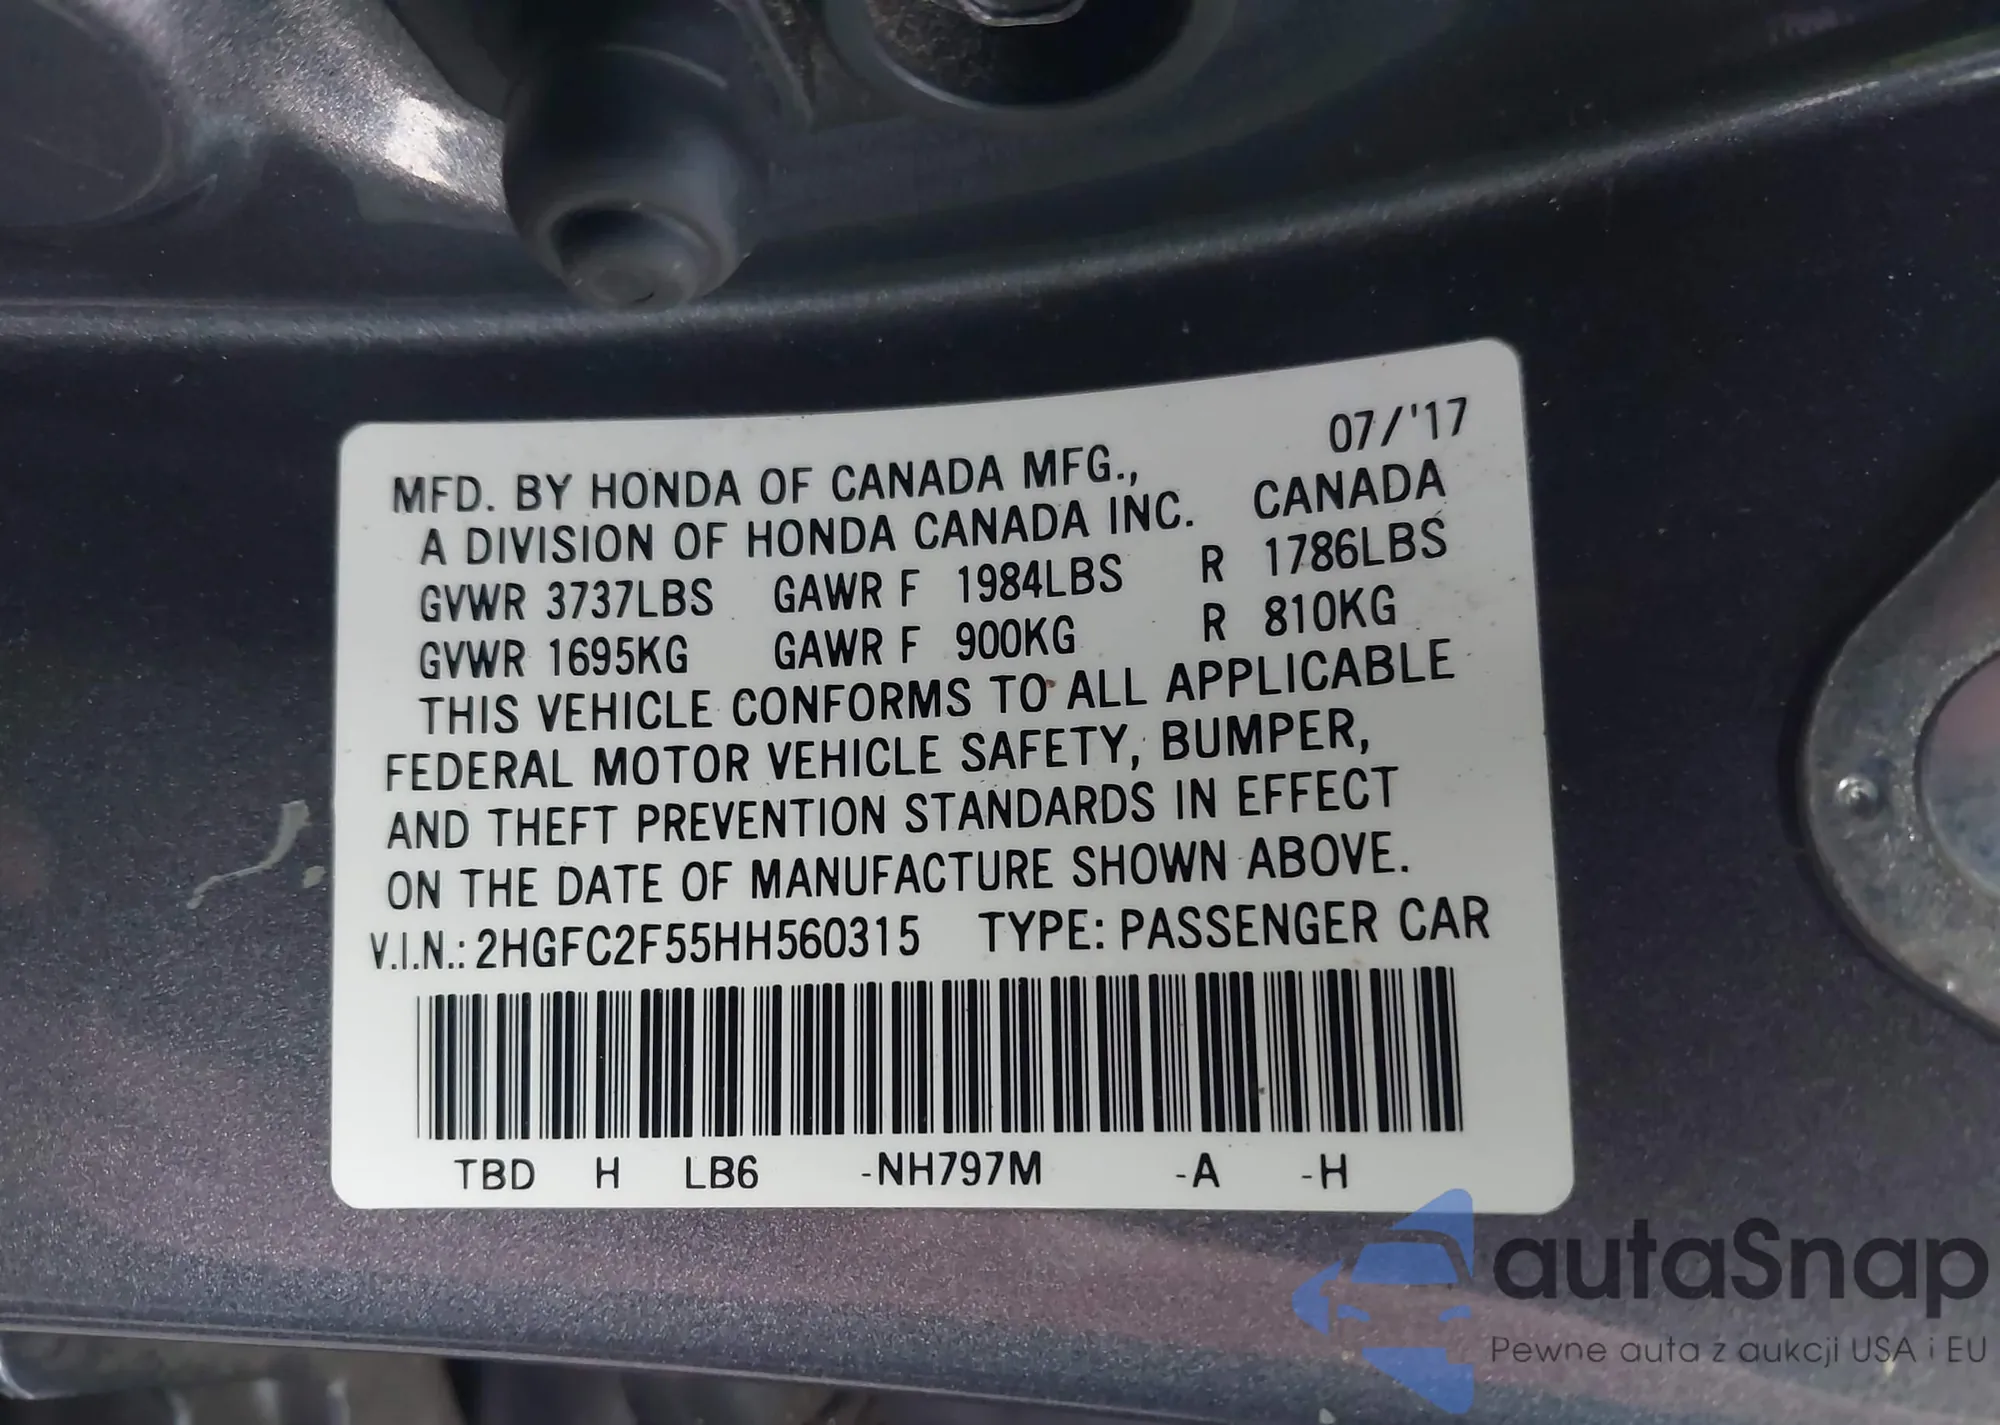 07/'17
MFD. BY HONDA OF CANADA MFG.,
A DIVISION OF HONDA CANADA INC. CANADA
GVWR 3737LBS GAWR F 1984LBS R 1786LBS
GVWR 1695KG GAWR F 900KG R 810KG
THIS VEHICLE CONFORMS TO ALL APPLICABLE
FEDERAL MOTOR VEHICLE SAFETY, BUMPER,
AND THEFT PREVENTION STANDARDS IN EFFECT
ON THE DATE OF MANUFACTURE SHOWN ABOVE.
V.I.N.: 2HGFC2F55HH560315 TYPE: PASSENGER CAR
TBD H LB6 -NH797M -A -H
autaSnap
Pewne auta z aukcji USA i EU